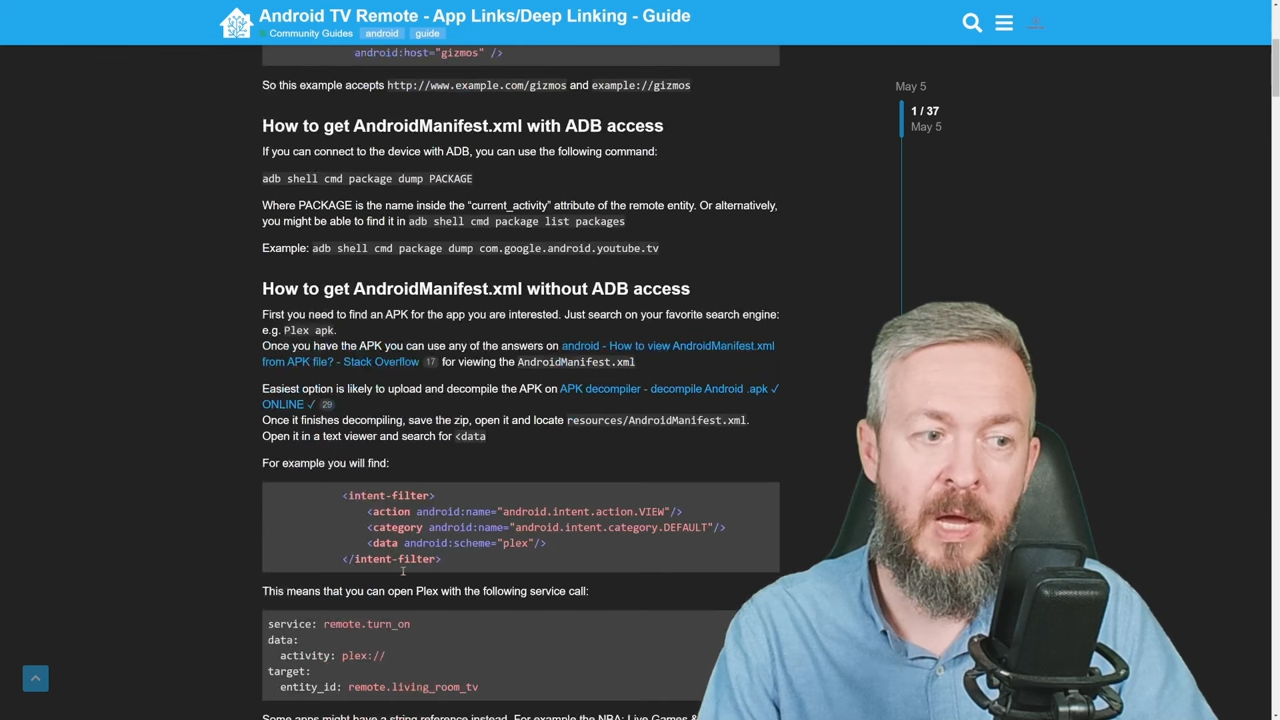 Android TV Remote - App Links/Deep Linking - Guide
Community Guides android guide
android:host="gizmos" />
So this example accepts http://www.example.com/gizmos and example://gizmos
May 5
1 / 37
May 5
How to get AndroidManifest.xml with ADB access
If you can connect to the device with ADB, you can use the following command:
adb shell cmd package dump PACKAGE
Where PACKAGE is the name inside the “current_activity” attribute of the remote entity. Or alternatively,
you might be able to find it in adb shell cmd package list packages
Example: adb shell cmd package dump com.google.android.youtube.tv
How to get AndroidManifest.xml without ADB access
First you need to find an APK for the app you are interested. Just search on your favorite search engine:
e.g. Plex apk.
Once you have the APK you can use any of the answers on android - How to view AndroidManifest.xml
from APK file? - Stack Overflow 17 for viewing the AndroidManifest.xml
Easiest option is likely to upload and decompile the APK on APK decompiler - decompile Android .apk ✓
ONLINE ✓ 29
Once it finishes decompiling, save the zip, open it and locate resources/AndroidManifest.xml.
Open it in a text viewer and search for <data
For example you will find:
<intent-filter>
<action android:name="android.intent.action.VIEW"/>
<category android:name="android.intent.category.DEFAULT"/>
<data android:scheme="plex"/>
</intent-filter>
This means that you can open Plex with the following service call:
service: remote.turn_on
data:
activity: plex://
target:
entity_id: remote.living_room_tv
Some apps might have a string reference instead. For example the NBA: Live Games &